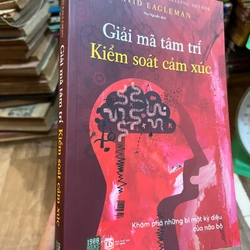 DAVID EAGLEMAN
Giải mã tâm trí
Kiểm soát cảm xúc
Khám phá những bí mật kỳ diệu
của não bộ
Giải mã tâm trí Kiểm soát cảm xúc